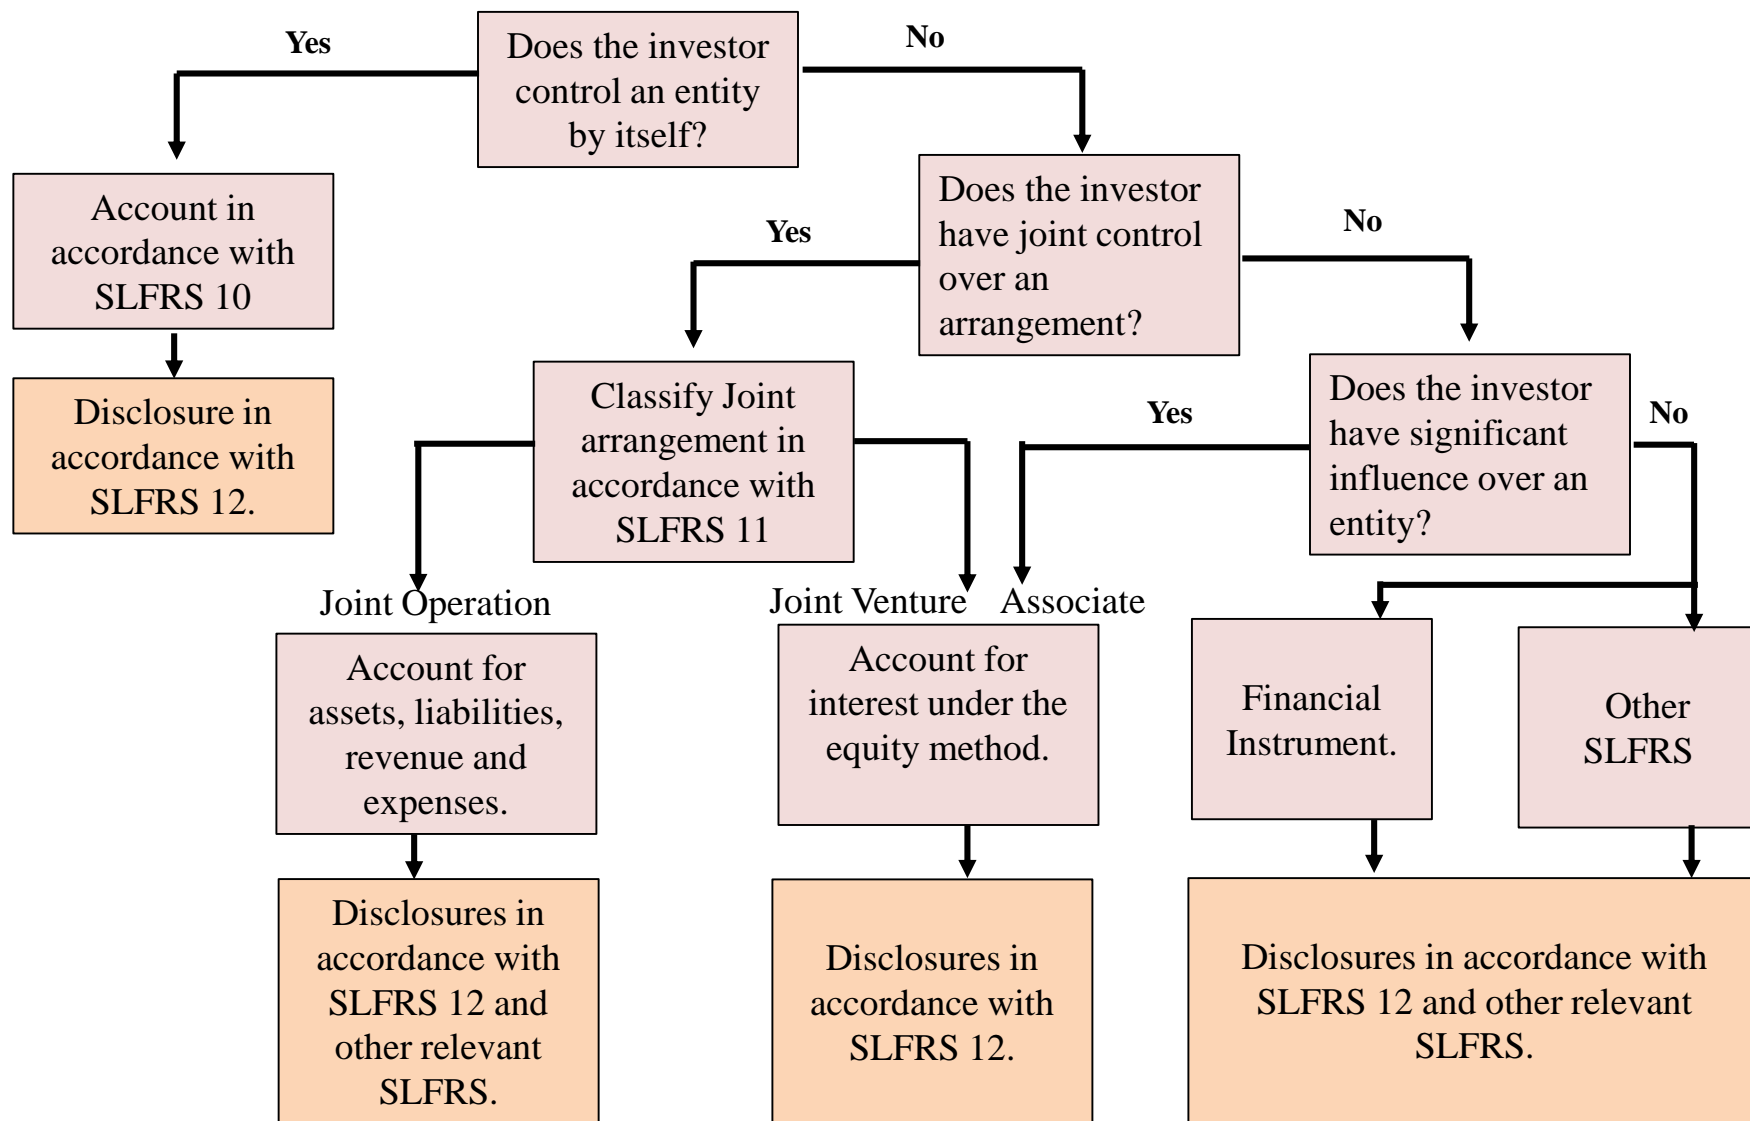 Yes
Does the investor
control an entity
by itself?
No
Account in
accordance with
SLFRS 10
Yes
Does the investor
have joint control
over an
arrangement?
No
Disclosure in
accordance with
SLFRS 12.
Classify Joint
arrangement in
accordance with
SLFRS 11
Yes
Does the investor
have significant
influence over an
entity?
No
Joint Operation
Joint Venture
Associate
Account for
assets, liabilities,
revenue and
expenses.
Account for
interest under the
equity method.
Financial
Instrument.
Other
SLFRS
Disclosures in
accordance with
SLFRS 12 and
other relevant
SLFRS.
Disclosures in
accordance with
SLFRS 12.
Disclosures in accordance with
SLFRS 12 and other relevant
SLFRS.